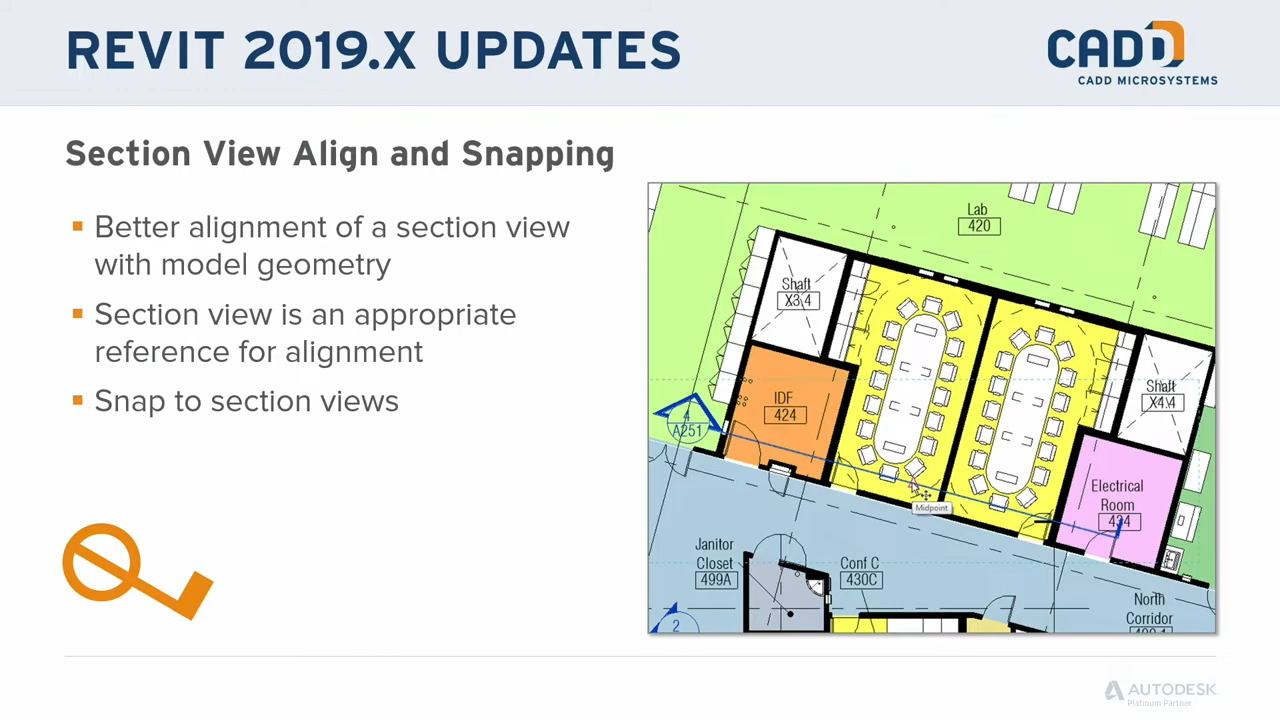 REVIT 2019.X UPDATES
CADD
CADD MICROSYSTEMS
Section View Align and Snapping
Better alignment of a section view
with model geometry
Section view is an appropriate
reference for alignment
Snap to section views
Lab
420
Shaft
X3.4
Shaft
X4.4
IDF
424
4
A251
Electrical
Room
434
Midpoint
Janitor
Closet
499A
Conf C
430C
North
Corridor
2
AUTODESK
Platinum Partner